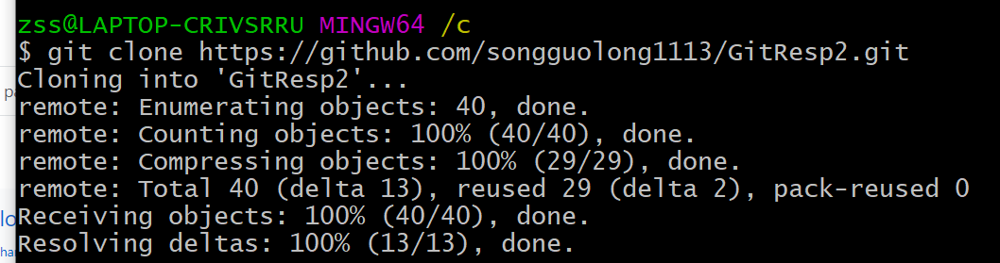 zss@LAPTOP-CRIVSRRU MINGW64 /c
$ git clone https://github.com/songguolong1113/GitResp2.git
Cloning into 'GitResp2'...
remote: Enumerating objects: 40, done.
remote: Counting objects: 100% (40/40), done.
remote: Compressing objects: 100% (29/29), done.
remote: Total 40 (delta 13), reused 29 (delta 2), pack-reused 0
Receiving objects: 100% (40/40), done.
Resolving deltas: 100% (13/13), done.